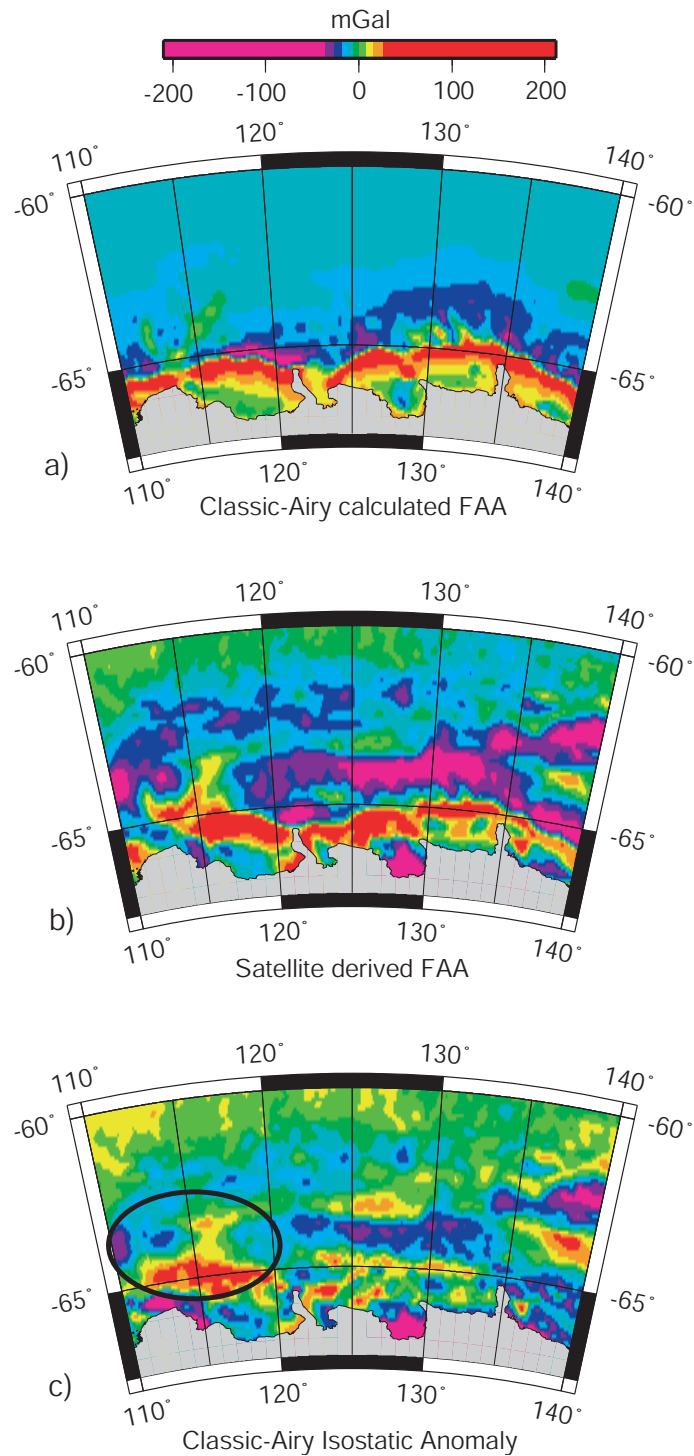 mGal
-200 -100 0 100 200
110° 120° 130° 140°
-60° -60°
-65° -65°
a)
110° 120° 130° 140°
Classic-Airy calculated FAA
110° 120° 130° 140°
-60° -60°
-65° -65°
b)
110° 120° 130° 140°
Satellite derived FAA
110° 120° 130° 140°
-60° -60°
-65° -65°
c)
110° 120° 130° 140°
Classic-Airy Isostatic Anomaly